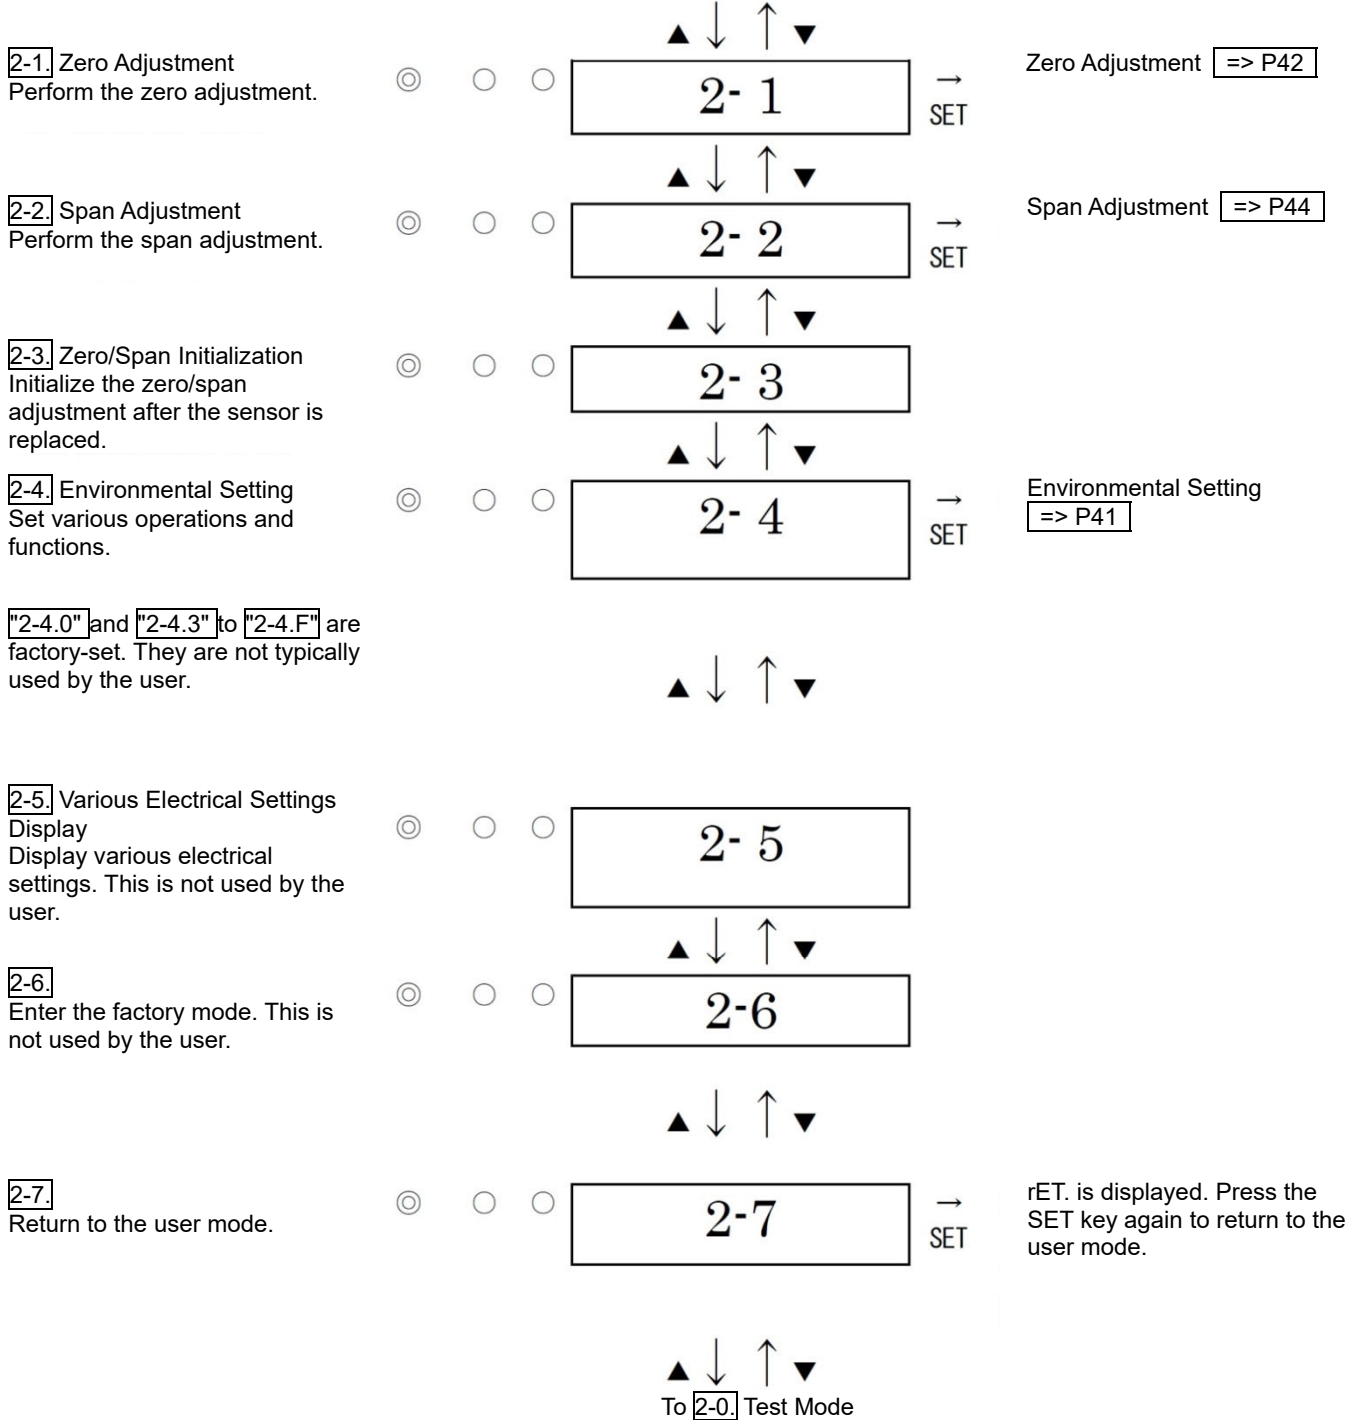 ▲ ↓ ↑ ▼
2-1. Zero Adjustment
Perform the zero adjustment.
◎ ○ ○
2- 1
→
SET
Zero Adjustment => P42
▲ ↓ ↑ ▼
2-2. Span Adjustment
Perform the span adjustment.
◎ ○ ○
2- 2
→
SET
Span Adjustment => P44
▲ ↓ ↑ ▼
2-3. Zero/Span Initialization
Initialize the zero/span
adjustment after the sensor is
replaced.
◎ ○ ○
2- 3
▲ ↓ ↑ ▼
2-4. Environmental Setting
Set various operations and
functions.
◎ ○ ○
2- 4
→
SET
Environmental Setting
=> P41
"2-4.0" and "2-4.3" to "2-4.F" are
factory-set. They are not typically
used by the user.
▲ ↓ ↑ ▼
2-5. Various Electrical Settings
Display
Display various electrical
settings. This is not used by the
user.
◎ ○ ○
2- 5
▲ ↓ ↑ ▼
2-6.
Enter the factory mode. This is
not used by the user.
◎ ○ ○
2-6
▲ ↓ ↑ ▼
2-7.
Return to the user mode.
◎ ○ ○
2-7
→
SET
rET. is displayed. Press the
SET key again to return to the
user mode.
▲ ↓ ↑ ▼
To 2-0. Test Mode